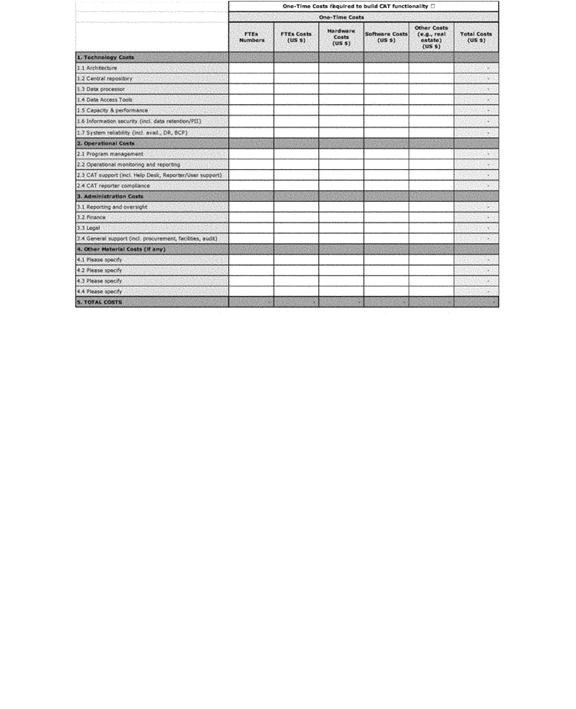 One-Time Costs required to build CAT functionality □
One-Time Costs
FTEs Numbers FTEs Costs (US $) Hardware Costs (US $) Software Costs (US $) Other Costs (e.g., real estate) (US $) Total Costs (US $)
1. Technology Costs
1.1 Architecture -
1.2 Central repository -
1.3 Data processor -
1.4 Data Access Tools -
1.5 Capacity & performance -
1.6 Information security (incl. data retention/PII) -
1.7 System reliability (incl. avail., DR, BCP) -
2. Operational Costs
2.1 Program management -
2.2 Operational monitoring and reporting -
2.3 CAT support (incl. Help Desk, Reporter/User support) -
2.4 CAT reporter compliance -
3. Administration Costs
3.1 Reporting and oversight -
3.2 Finance -
3.3 Legal -
3.4 General support (incl. procurement, facilities, audit) -
4. Other Material Costs (if any)
4.1 Please specify -
4.2 Please specify -
4.3 Please specify -
4.4 Please specify -
5. TOTAL COSTS - - - - - -